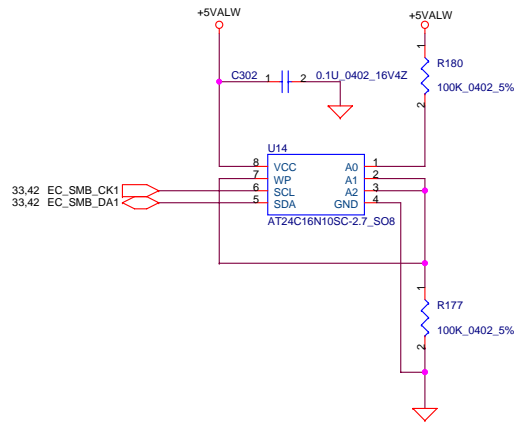 +5VALW
+5VALW
1
R180
C302 1 2 0.1U_0402_16V4Z
100K_0402_5%
2
U14
8 VCC A0 1
7 WP A1 2
33,42 EC_SMB_CK1 6 SCL A2 3
33,42 EC_SMB_DA1 5 SDA GND 4
AT24C16N10SC-2.7_SO8
1
R177
100K_0402_5%
2